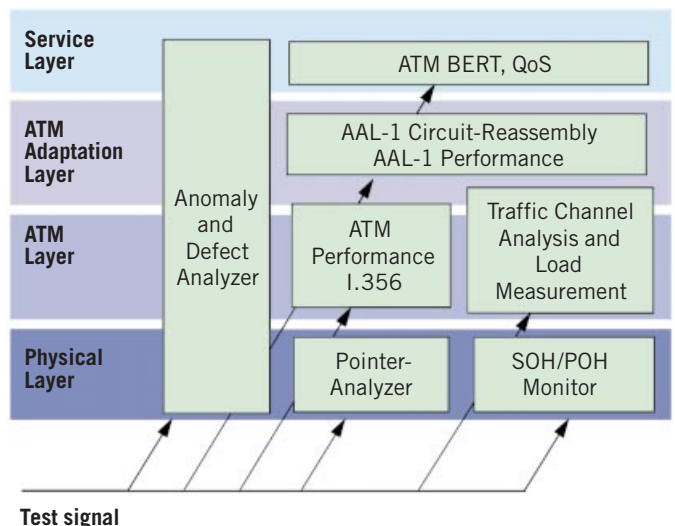 Service
Layer
ATM BERT, QoS
ATM
Adaptation
Layer
AAL-1 Circuit-Reassembly
AAL-1 Performance
Anomaly
and
Defect
Analyzer
ATM
Layer
ATM
Performance
I.356
Traffic Channel
Analysis and
Load
Measurement
Physical
Layer
Pointer-
Analyzer
SOH/POH
Monitor
Test signal